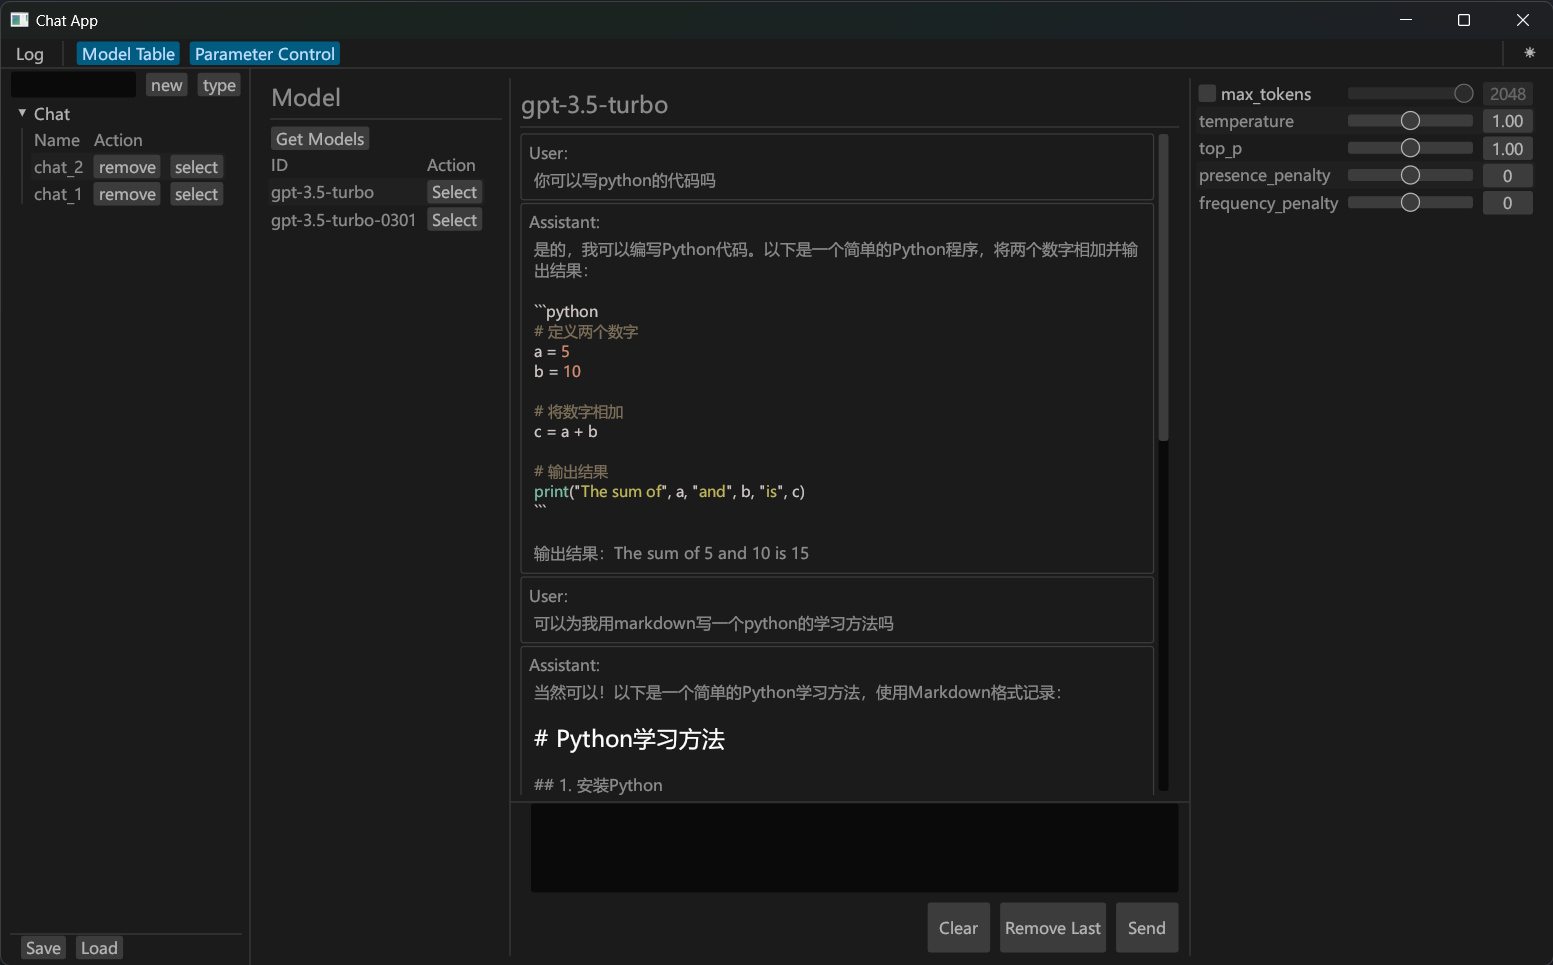 Chat App
Log
Model Table
Parameter Control
new
type
Chat
Name Action
chat_2 remove select
chat_1 remove select
Save
Load
Model
Get Models
ID Action
gpt-3.5-turbo Select
gpt-3.5-turbo-0301 Select
gpt-3.5-turbo
User:
你可以写python的代码吗
Assistant:
是的，我可以编写Python代码。以下是一个简单的Python程序，将两个数字相加并输
出结果：
```python
# 定义两个数字
a = 5
b = 10
# 将数字相加
c = a + b
# 输出结果
print("The sum of", a, "and", b, "is", c)
```
输出结果：The sum of 5 and 10 is 15
User:
可以为我用markdown写一个python的学习方法吗
Assistant:
当然可以！以下是一个简单的Python学习方法，使用Markdown格式记录：
# Python学习方法
## 1. 安装Python
Clear
Remove Last
Send
max_tokens 2048
temperature 1.00
top_p 1.00
presence_penalty 0
frequency_penalty 0